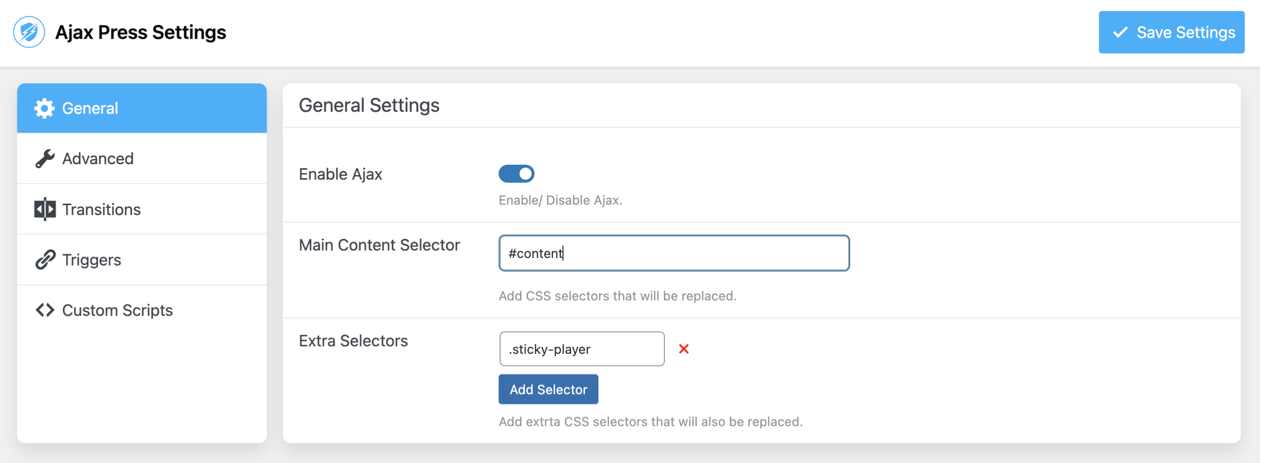 Ajax Press Settings
Save Settings
General
Advanced
Transitions
Triggers
Custom Scripts
General Settings
Enable Ajax
Enable/ Disable Ajax.
Main Content Selector
#content
Add CSS selectors that will be replaced.
Extra Selectors
.sticky-player
Add Selector
Add extrta CSS selectors that will also be replaced.